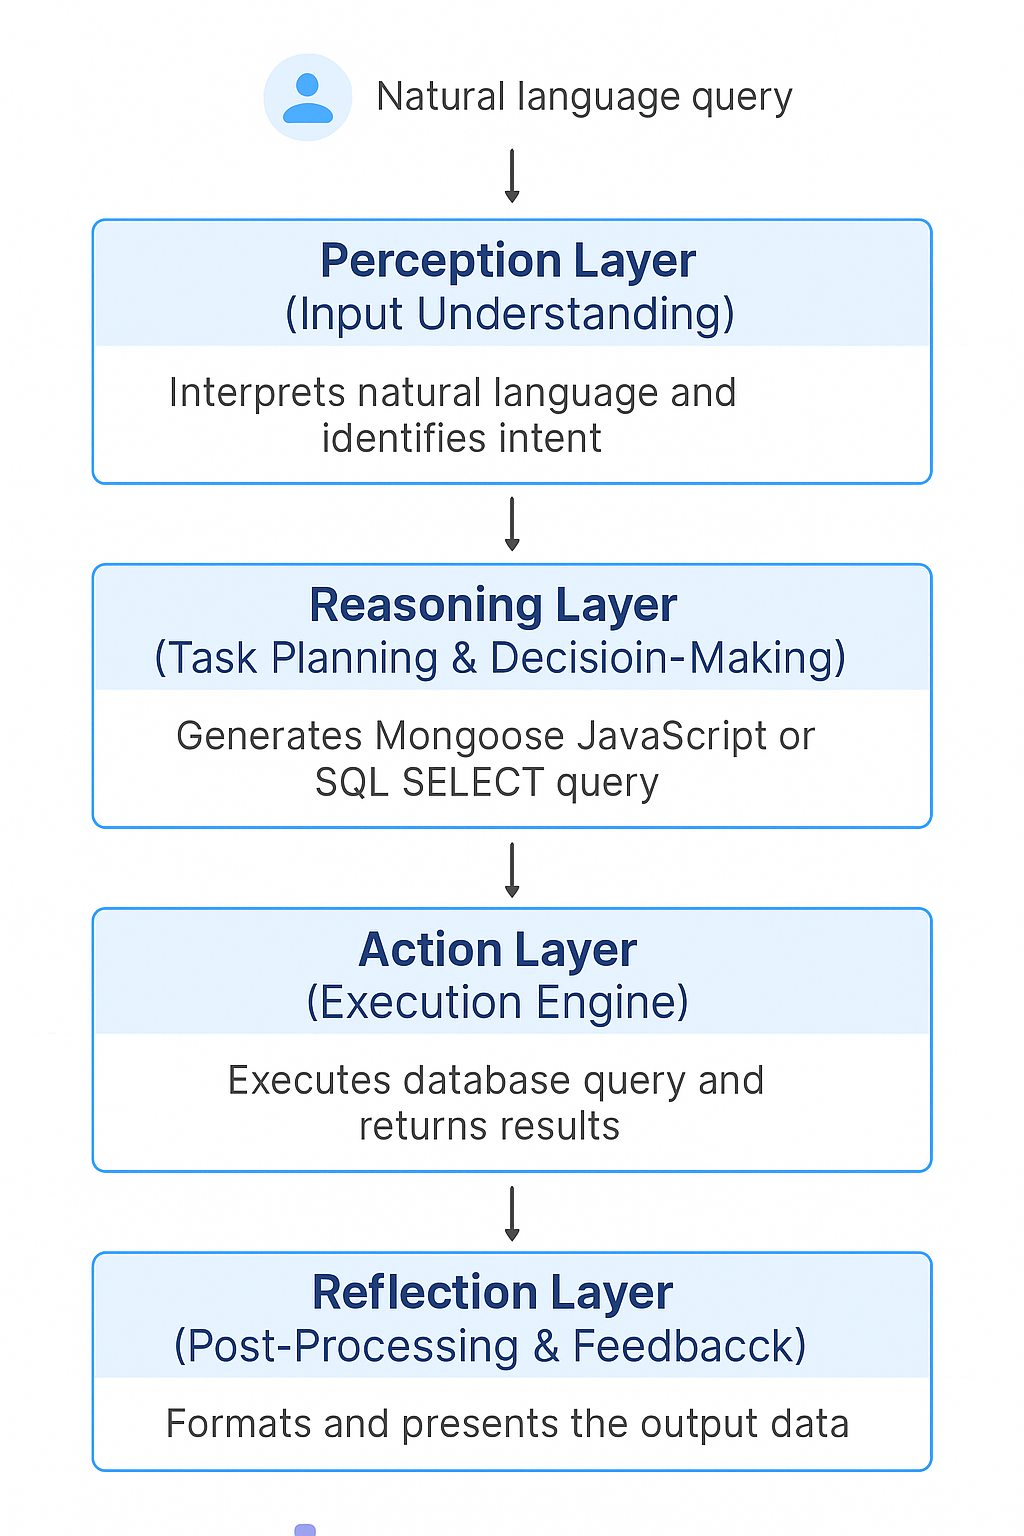 Natural language query
Perception Layer
(Input Understanding)
Interprets natural language and
identifies intent
Reasoning Layer
(Task Planning & Decisioin-Making)
Generates Mongoose JavaScript or
SQL SELECT query
Action Layer
(Execution Engine)
Executes database query and
returns results
Reflection Layer
(Post-Processing & Feedbacck)
Formats and presents the output data